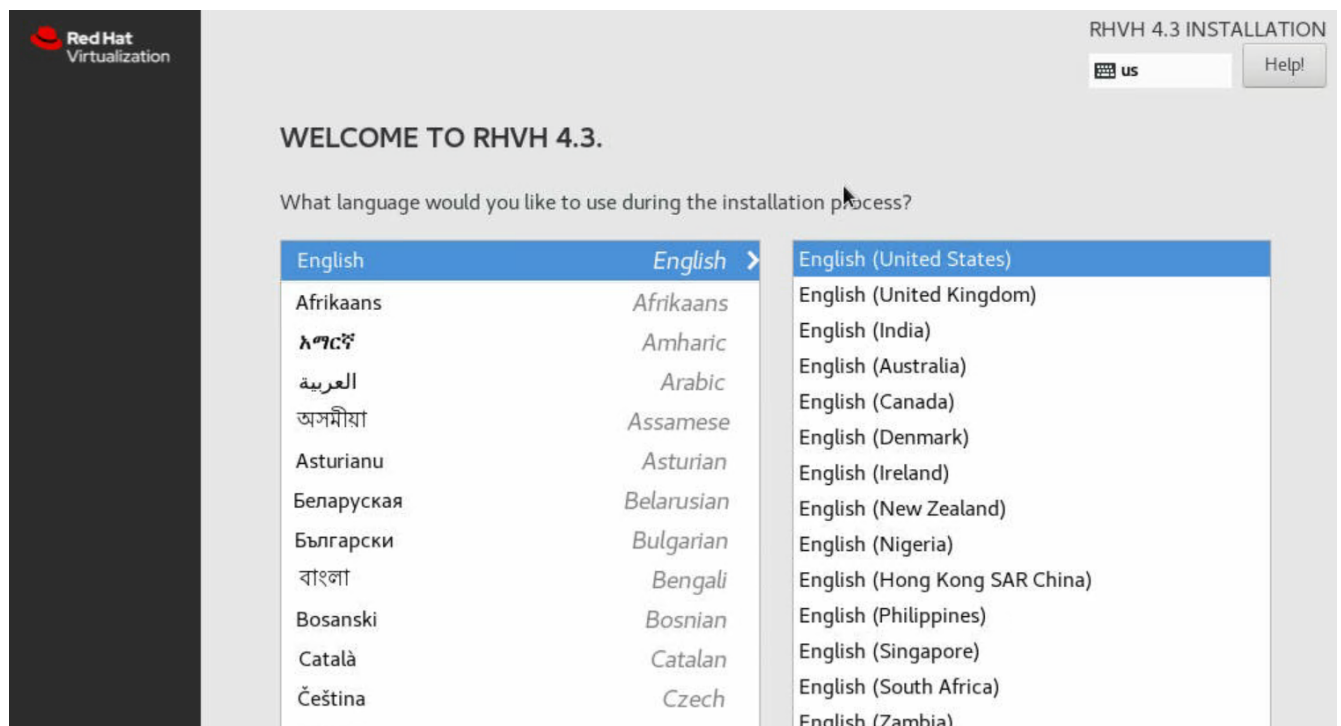 Red Hat
Virtualization
RHVH 4.3 INSTALLATION
us
Help!
WELCOME TO RHVH 4.3.
What language would you like to use during the installation process?
English English
Afrikaans Afrikaans
አማርኛ Amharic
العربية Arabic
অসমীয়া Assamese
Asturianu Asturian
Беларуская Belarusian
Български Bulgarian
বাংলা Bengali
Bosanski Bosnian
Català Catalan
Čeština Czech
English (United States)
English (United Kingdom)
English (India)
English (Australia)
English (Canada)
English (Denmark)
English (Ireland)
English (New Zealand)
English (Nigeria)
English (Hong Kong SAR China)
English (Philippines)
English (Singapore)
English (South Africa)
English (Zambia)